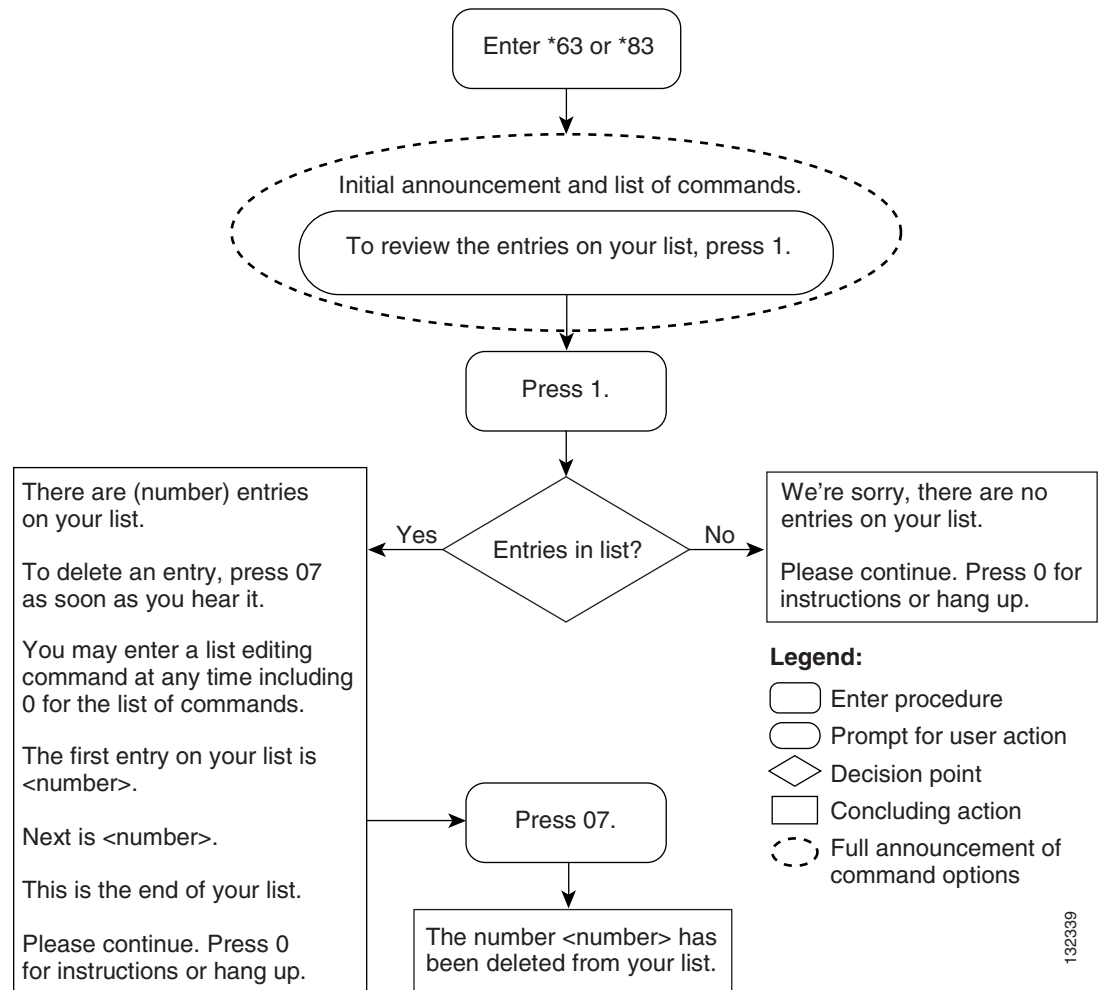 Enter *63 or *83
Initial announcement and list of commands.
To review the entries on your list, press 1.
Press 1.
Entries in list?
Yes
No
There are (number) entries
on your list.
To delete an entry, press 07
as soon as you hear it.
You may enter a list editing
command at any time including
0 for the list of commands.
The first entry on your list is
<number>.
Next is <number>.
This is the end of your list.
Please continue. Press 0
for instructions or hang up.
We're sorry, there are no
entries on your list.
Please continue. Press 0 for
instructions or hang up.
Press 07.
The number <number> has
been deleted from your list.
Legend:
Enter procedure
Prompt for user action
Decision point
Concluding action
Full announcement of
command options
132339